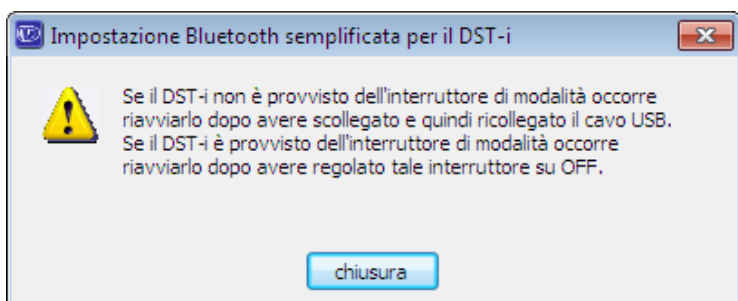 Impostazione Bluetooth semplificata per il DST-i
Se il DST-i non è provvisto dell'interruttore di modalità occorre
riavviarlo dopo avere scollegato e quindi ricollegato il cavo USB.
Se il DST-i è provvisto dell'interruttore di modalità occorre
riavviarlo dopo avere regolato tale interruttore su OFF.
chiusura